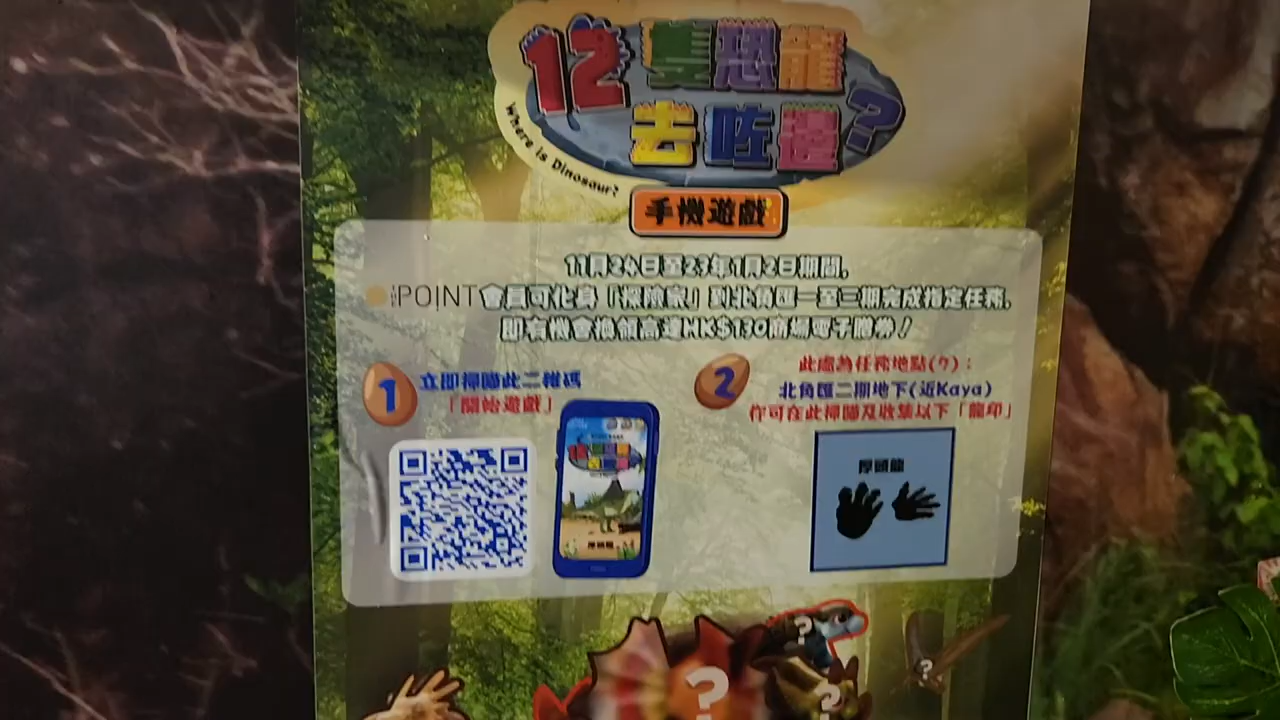 12隻恐龍
去咗邊?
Where is Dinosaur?
手機遊戲
11月24日至23年1月2日期間,
POINT會員可化身「探險家」到北角匯一至二期完成指定任務,
即有機會換領高達HK$130商場電子贈券!
1 立即掃瞄此二維碼
「開始遊戲」
2 此處為任務地點(7):
北角匯二期地下(近Kaya)
你可在此掃瞄及收集以下「龍印」
厚頭龍
? ? ? ?